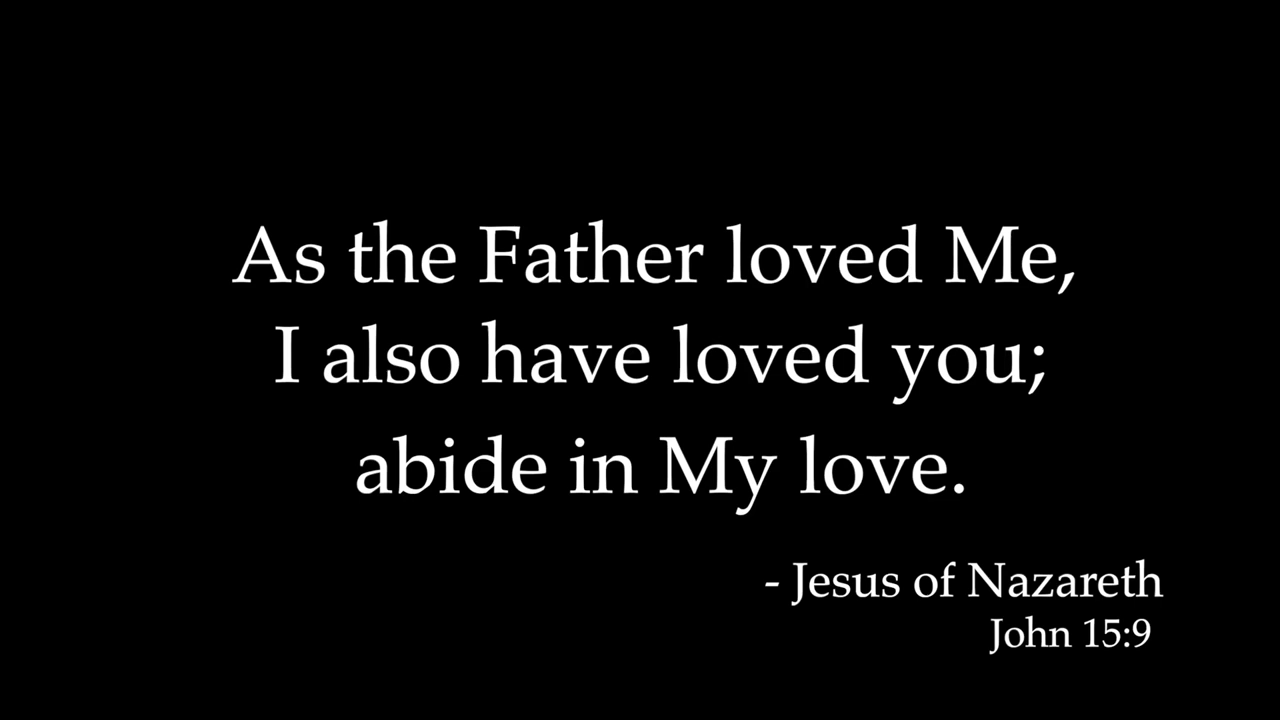 As the Father loved Me,
I also have loved you;
abide in My love.
- Jesus of Nazareth
John 15:9